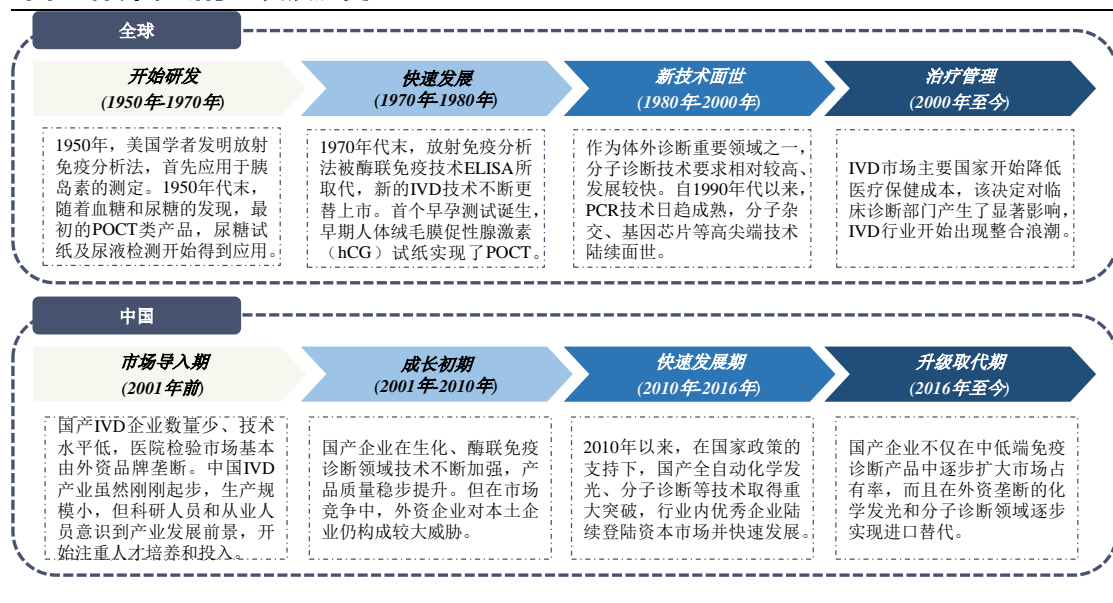 全球
开始研发
(1950年-1970年)
快速发展
(1970年-1980年)
新技术面世
(1980年-2000年)
治疗管理
(2000年至今)
1950年，美国学者发明放射
免疫分析法，首先应用于胰
岛素的测定。1950年代末，
随着血糖和尿糖的发现，最
初的POCT类产品，尿糖试
纸及尿液检测开始得到应用。
1970年代末，放射免疫分析
法被酶联免疫技术ELISA所
取代，新的IVD技术不断更
替上市。首个早孕测试诞生，
早期人体绒毛膜促性腺激素
（hCG）试纸实现了POCT。
作为体外诊断重要领域之一，
分子诊断技术要求相对较高、
发展较快。自1990年代以来，
PCR技术日趋成熟，分子杂
交、基因芯片等高尖端技术
陆续面世。
IVD市场主要国家开始降低
医疗保健成本，该决定对临
床诊断部门产生了显著影响，
IVD行业开始出现整合浪潮。
中国
市场导入期
(2001年前)
成长初期
(2001年-2010年)
快速发展期
(2010年-2016年)
升级取代期
(2016年至今)
国产IVD企业数量少、技术
水平低，医院检验市场基本
由外资品牌垄断。中国IVD
产业虽然刚刚起步，生产规
模小，但科研人员和从业人
员意识到产业发展前景，开
始注重人才培养和投入。
国产企业在生化、酶联免疫
诊断领域技术不断加强，产
品质量稳步提升。但在市场
竞争中，外资企业对本土企
业仍构成较大威胁。
2010年以来，在国家政策的
支持下，国产全自动化学发
光、分子诊断等技术取得重
大突破，行业内优秀企业陆
续登陆资本市场并快速发展。
国产企业不仅在中低端免疫
诊断产品中逐步扩大市场占
有率，而且在外资垄断的化
学发光和分子诊断领域逐步
实现进口替代。